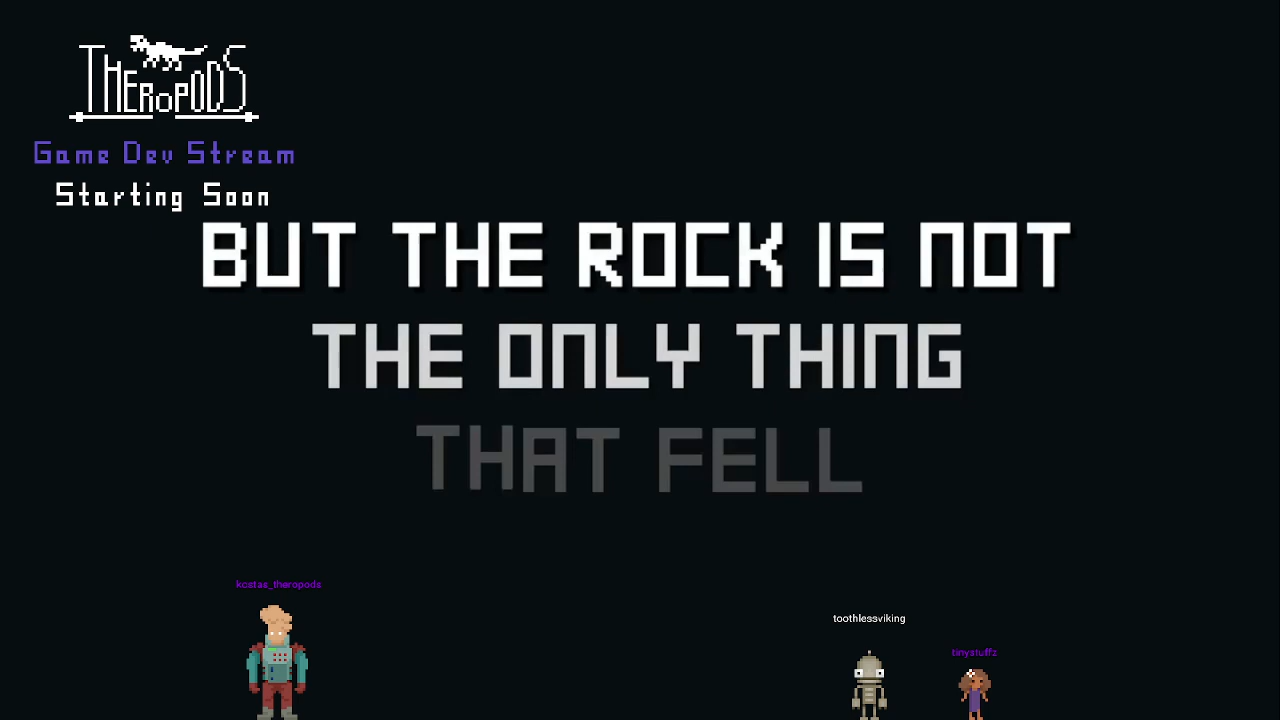 THEROPODS
Game Dev Stream
Starting Soon
BUT THE ROCK IS NOT
THE ONLY THING
THAT FELL
kostas_theropods
toothlessviking
tinystuffz